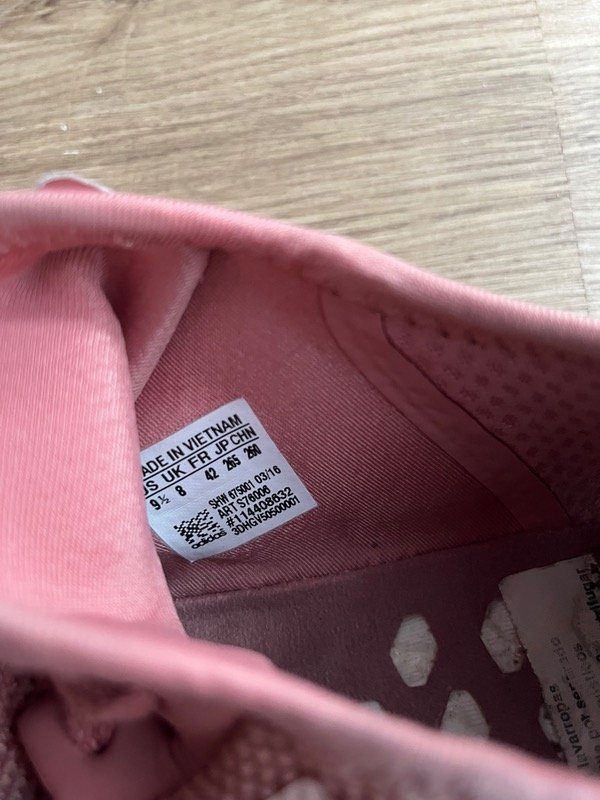 ADE IN VIETNAM
US UK FR JP CHN
9½ 8 42 265 260
SHW 675001 03/16
ART S76006
#114408632
3DHGV50500001
adidas